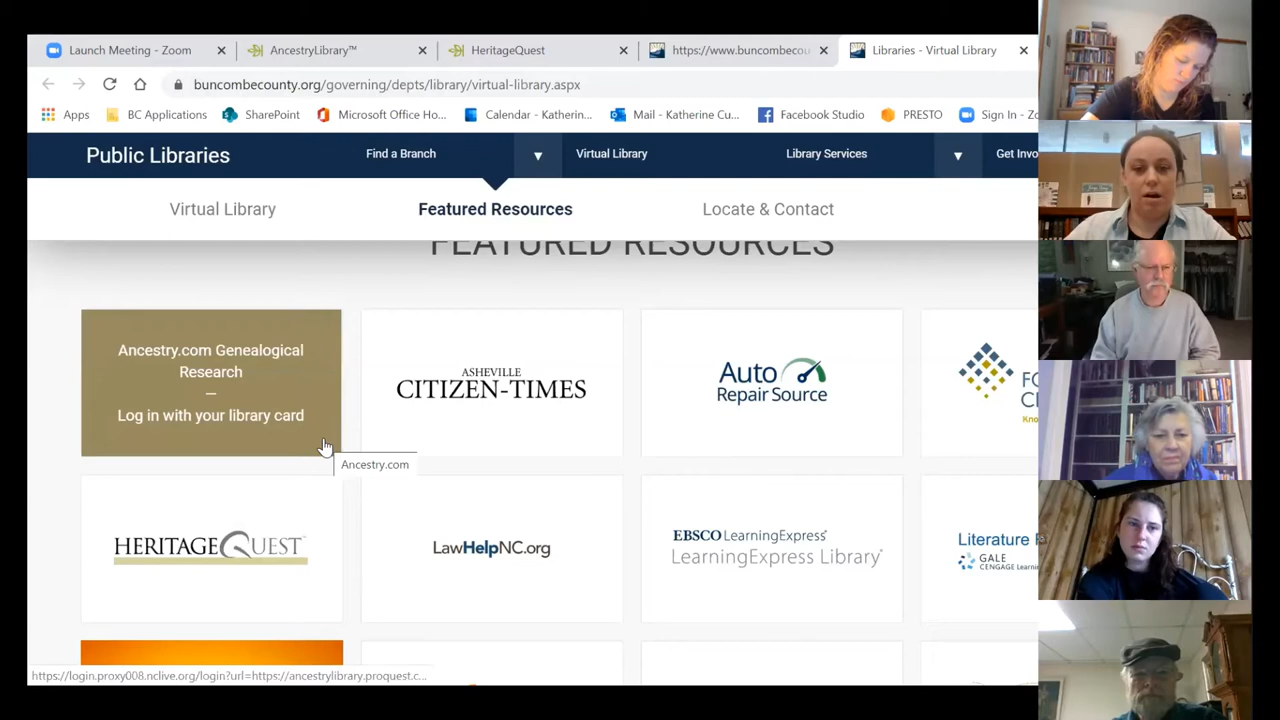 Launch Meeting - Zoom
AncestryLibrary™
HeritageQuest
https://www.buncombecou
Libraries - Virtual Library
buncombecounty.org/governing/depts/library/virtual-library.aspx
Apps
BC Applications
SharePoint
Microsoft Office Ho...
Calendar - Katherin...
Mail - Katherine Cu...
Facebook Studio
PRESTO
Sign In - Zo
Public Libraries
Find a Branch
Virtual Library
Library Services
Get Invo
Virtual Library
Featured Resources
Locate & Contact
FEATURED RESOURCES
Ancestry.com Genealogical
Research
—
Log in with your library card
Ancestry.com
ASHEVILLE
CITIZEN-TIMES
Auto
Repair Source
FO
CE
Kno
HERITAGEQUEST
LawHelpNC.org
EBSCO LearningExpress®
LearningExpress Library®
Literature
GALE
CENGAGE Learnin
https://login.proxy008.nclive.org/login?url=https://ancestrylibrary.proquest.c...